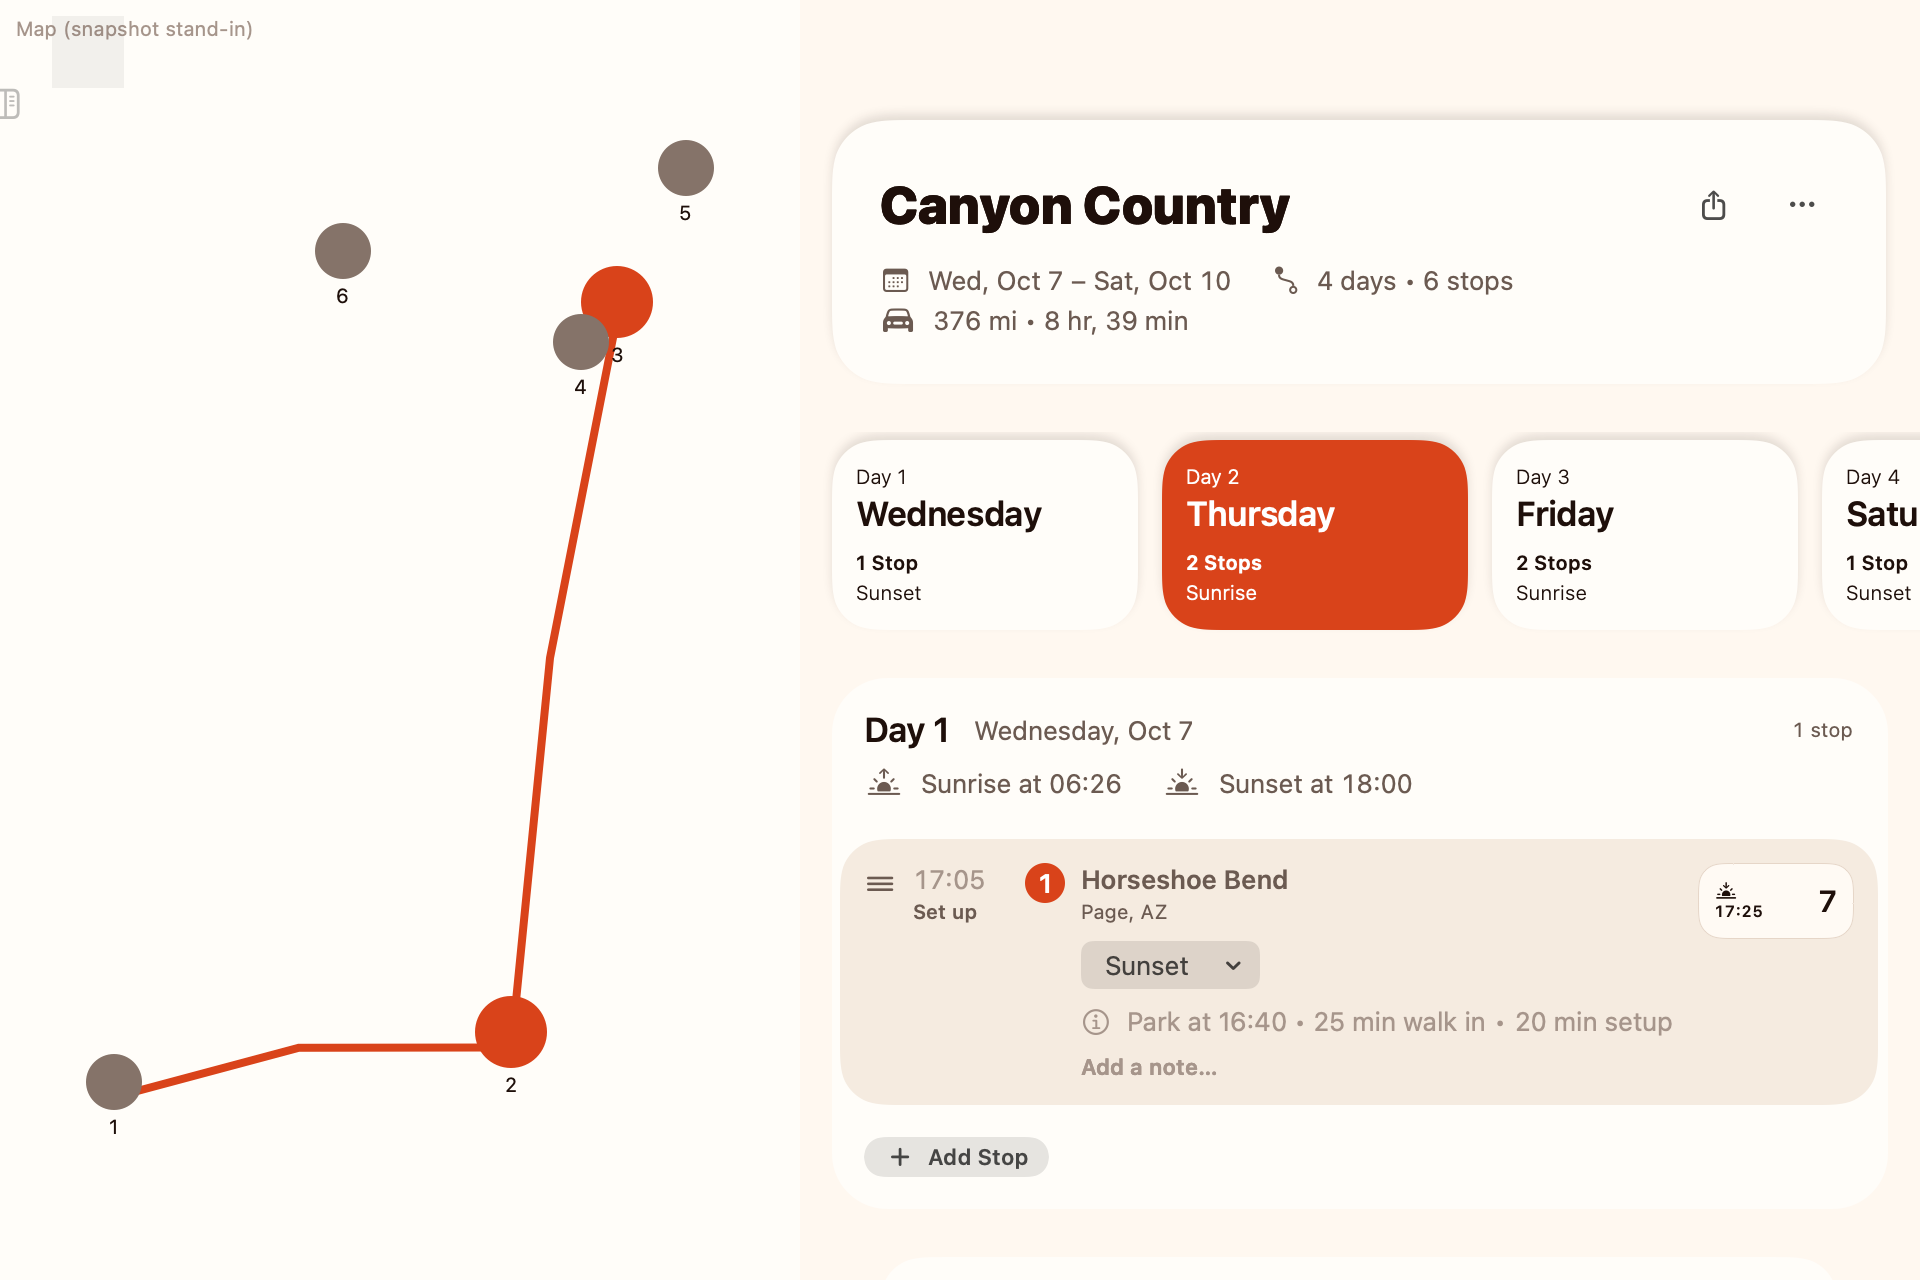 Map (snapshot stand-in)
5
6
3
4
2
1
Canyon Country
Wed, Oct 7 – Sat, Oct 10
4 days • 6 stops
376 mi • 8 hr, 39 min
Day 1
Wednesday
1 Stop
Sunset
Day 2
Thursday
2 Stops
Sunrise
Day 3
Friday
2 Stops
Sunrise
Day 4
Satu
1 Stop
Sunset
Day 1 Wednesday, Oct 7
1 stop
Sunrise at 06:26
Sunset at 18:00
17:05
Set up
1
Horseshoe Bend
Page, AZ
17:25
7
Sunset
Park at 16:40 • 25 min walk in • 20 min setup
Add a note...
+ Add Stop